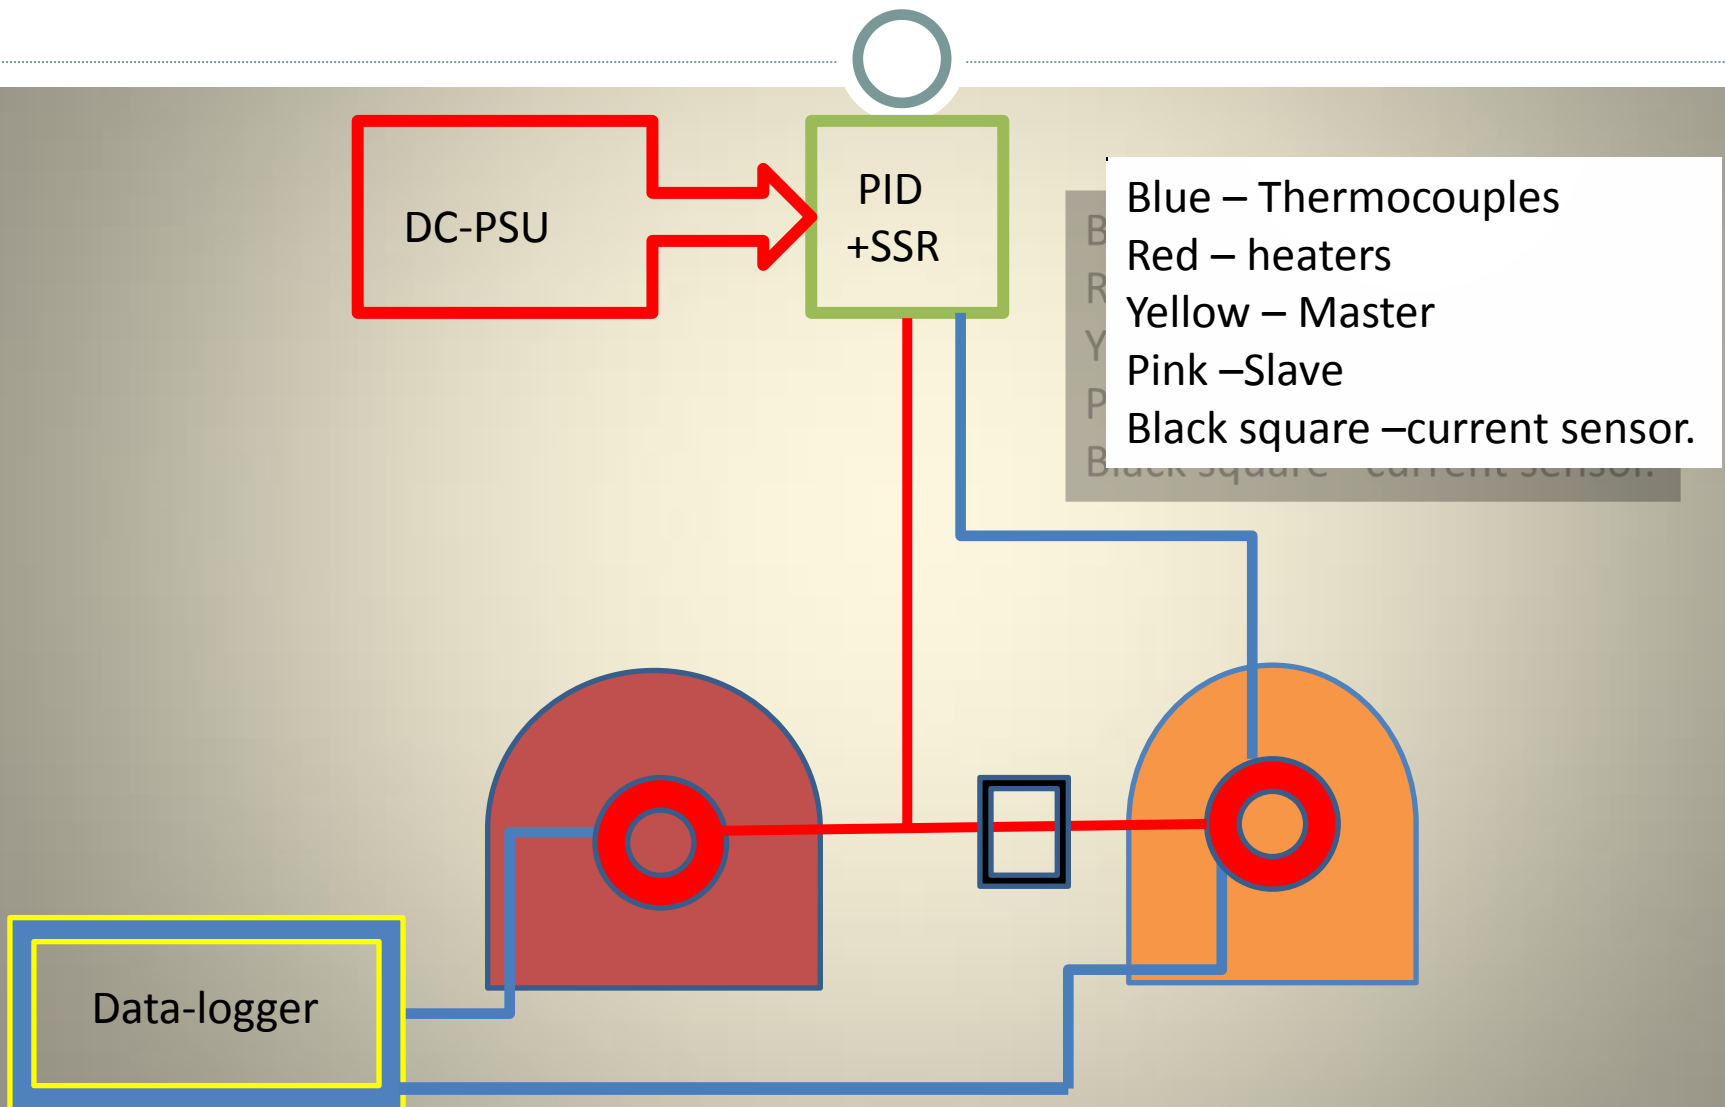 DC-PSU
PID
+SSR
Blue – Thermocouples
Red – heaters
Yellow – Master
Pink –Slave
Black square –current sensor.
Data-logger